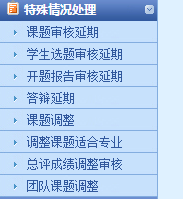 特殊情况处理
课题审核延期
学生选题审核延期
开题报告审核延期
答辩延期
课题调整
调整课题适合专业
总评成绩调整审核
团队课题调整